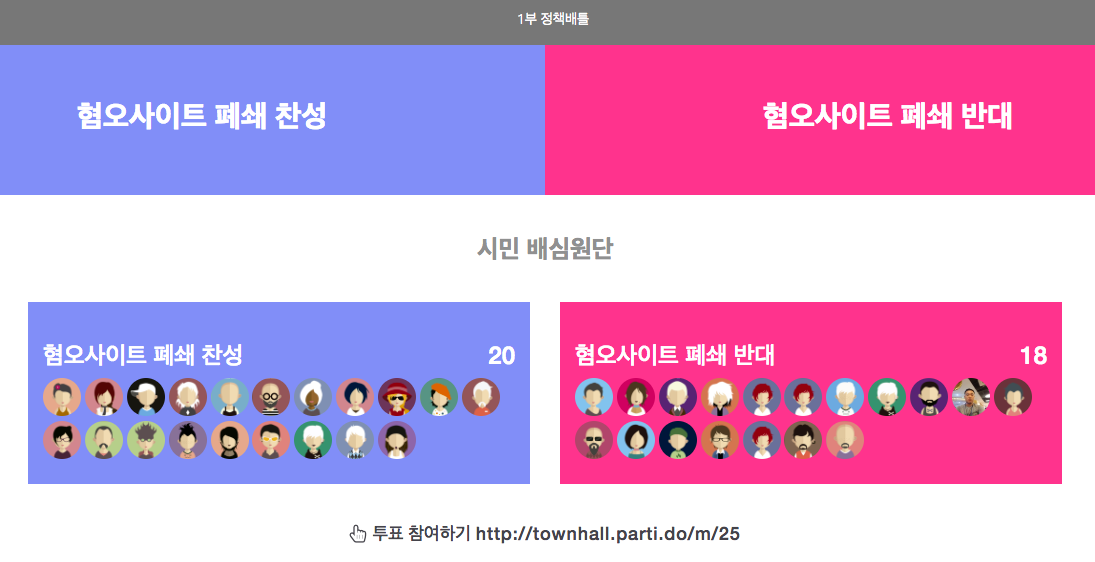 1부 정책배틀
혐오사이트 폐쇄 찬성
혐오사이트 폐쇄 반대
시민 배심원단
혐오사이트 폐쇄 찬성 20
혐오사이트 폐쇄 반대 18
투표 참여하기 http://townhall.parti.do/m/25